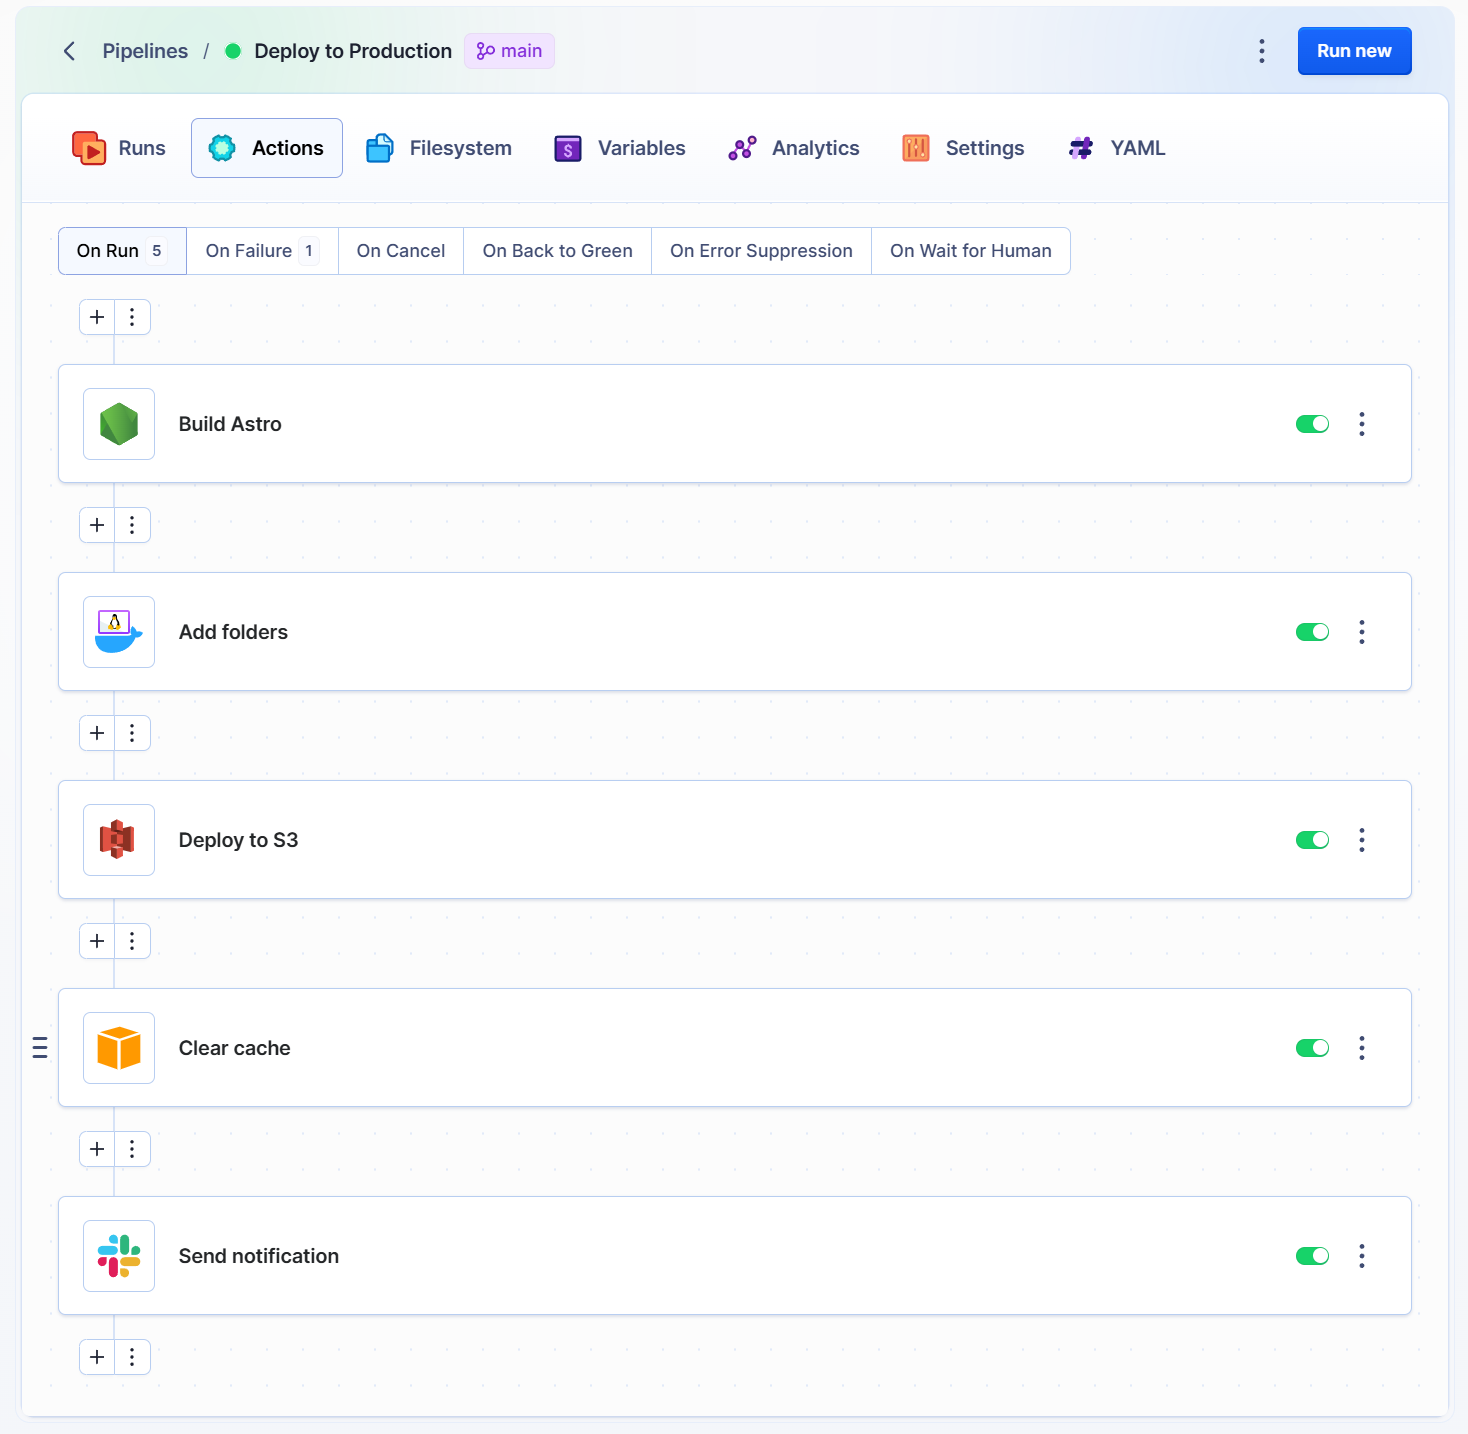 Pipelines / Deploy to Production main
Run new
Runs Actions Filesystem Variables Analytics Settings YAML
On Run 5 On Failure 1 On Cancel On Back to Green On Error Suppression On Wait for Human
Build Astro
Add folders
Deploy to S3
Clear cache
Send notification